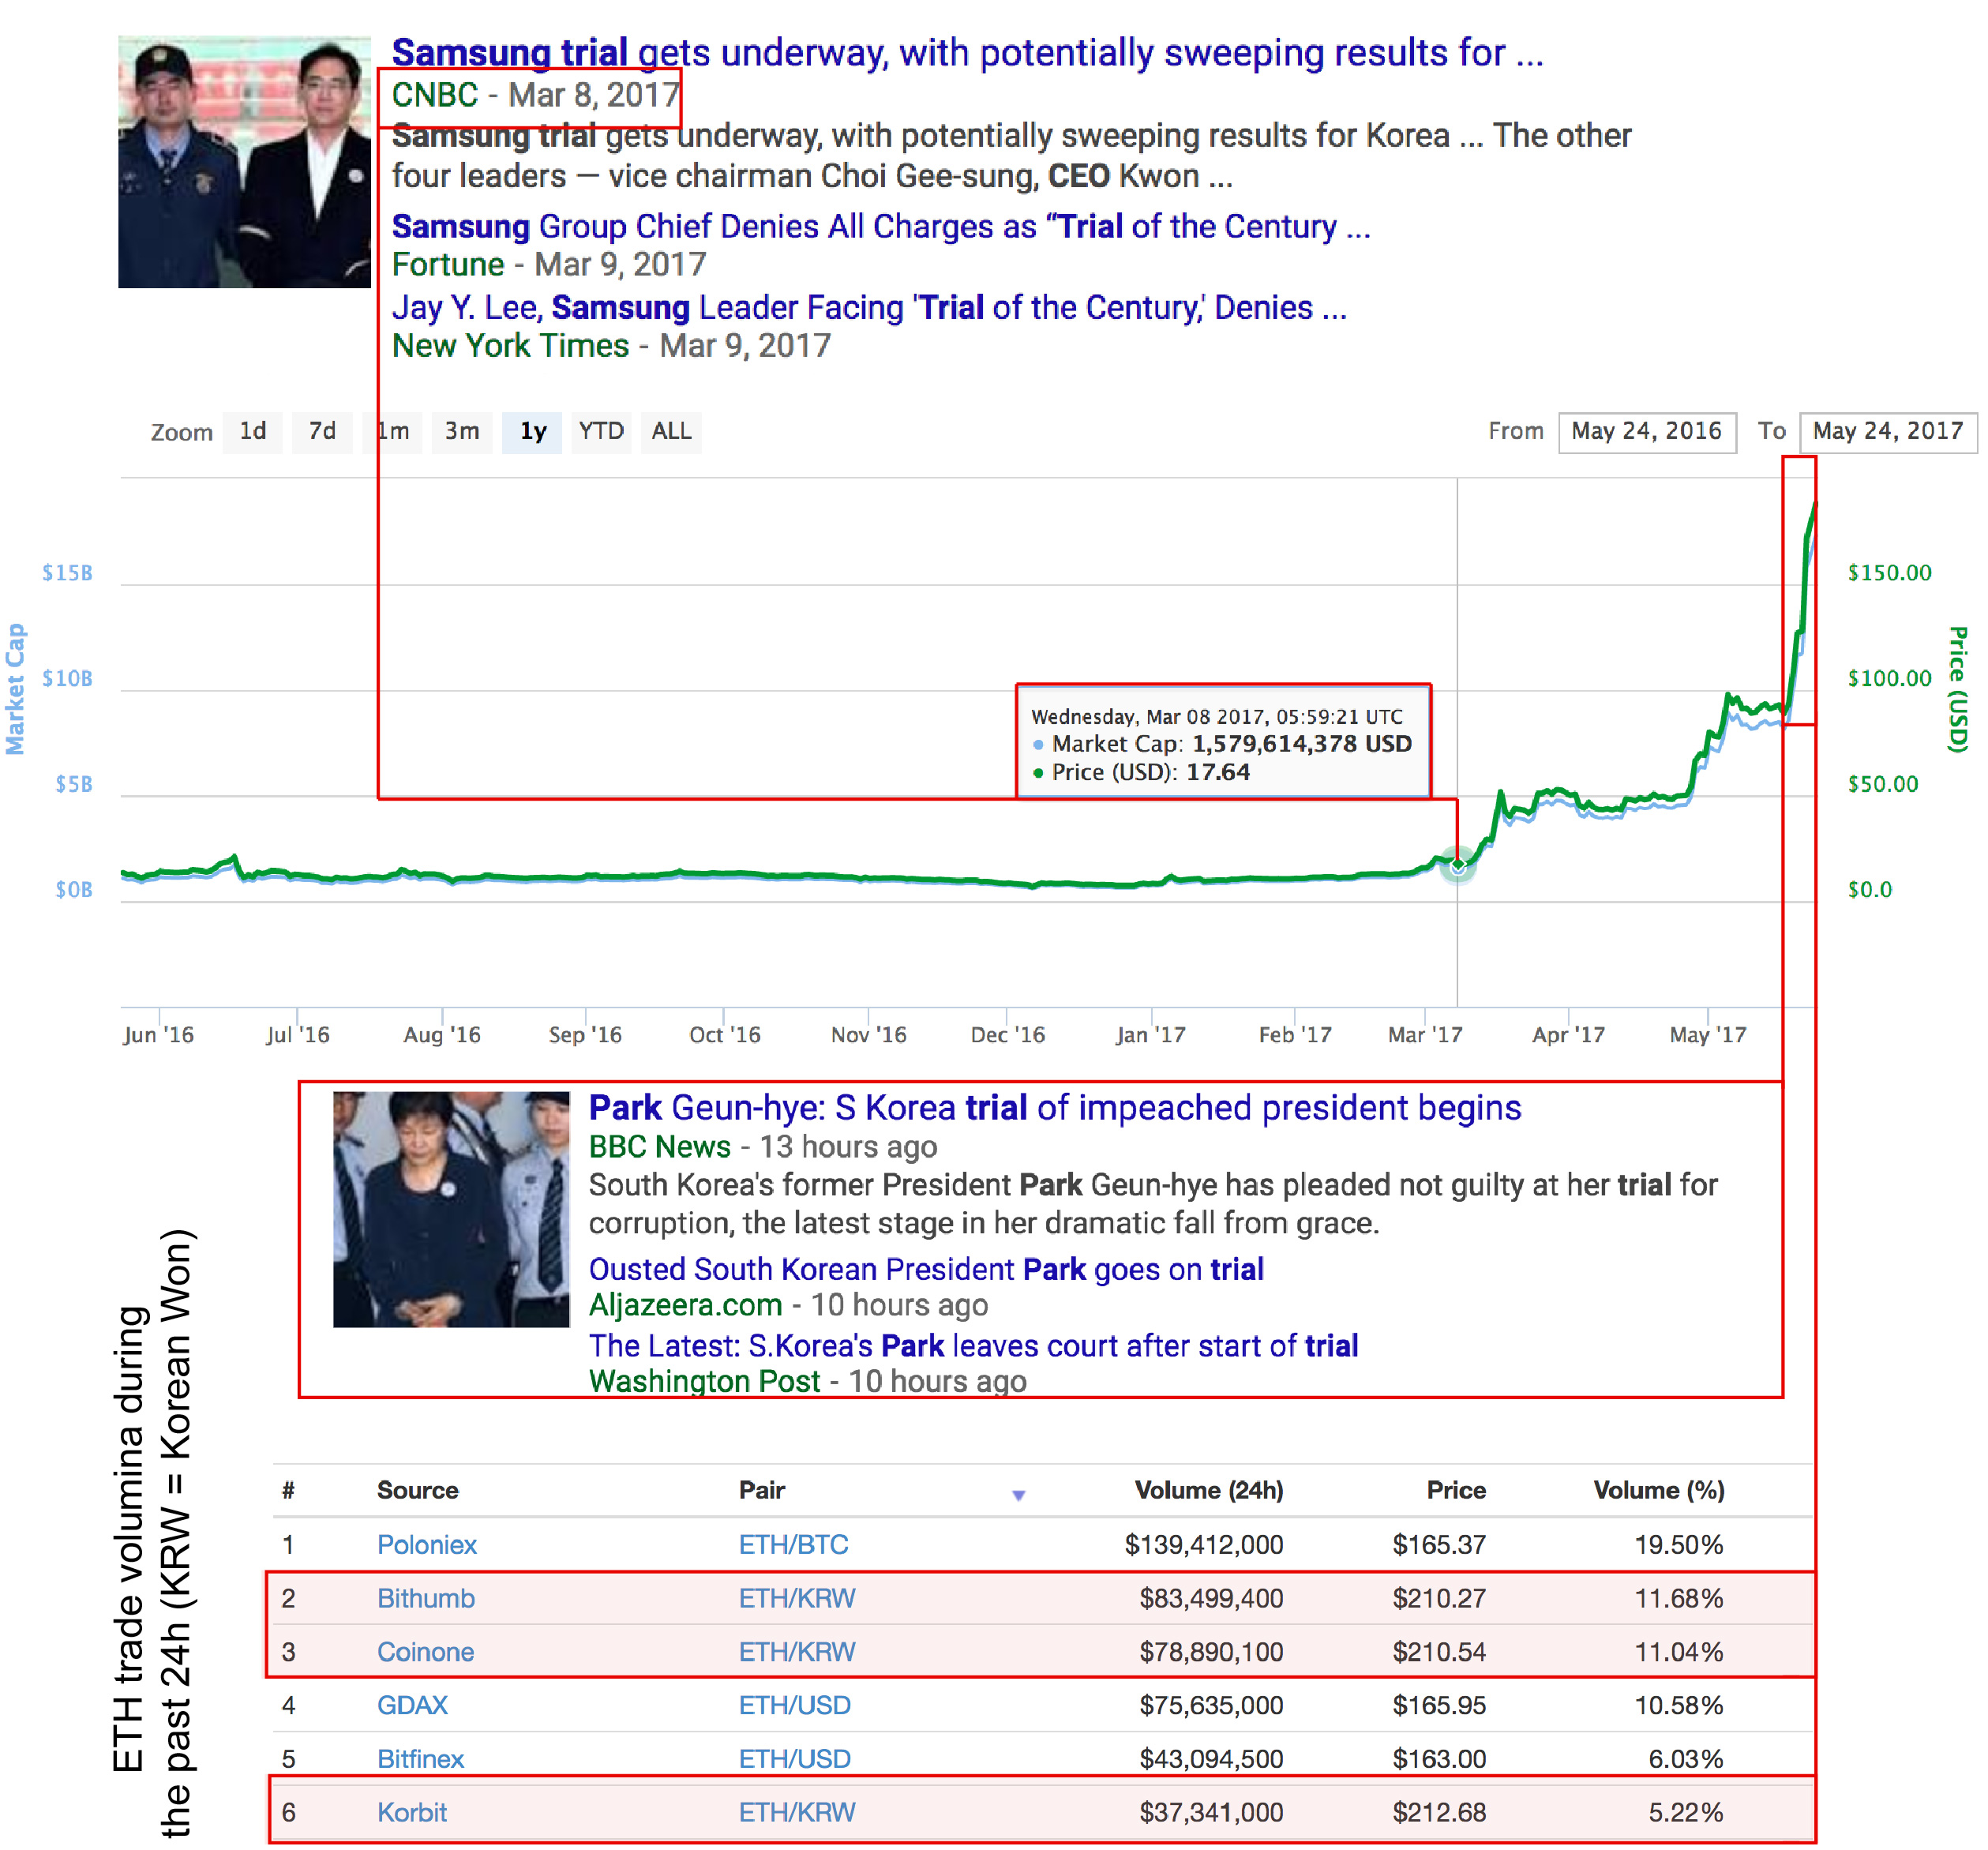 Samsung trial gets underway, with potentially sweeping results for ...
CNBC - Mar 8, 2017
Samsung trial gets underway, with potentially sweeping results for Korea ... The other
four leaders — vice chairman Choi Gee-sung, CEO Kwon ...
Samsung Group Chief Denies All Charges as “Trial of the Century ...
Fortune - Mar 9, 2017
Jay Y. Lee, Samsung Leader Facing 'Trial of the Century,' Denies ...
New York Times - Mar 9, 2017
Zoom 1d 7d 1m 3m 1y YTD ALL From May 24, 2016 To May 24, 2017
$15B $150.00
$10B $100.00
$5B $50.00
$0B $0.0
Market Cap
Price (USD)
Wednesday, Mar 08 2017, 05:59:21 UTC
Market Cap: 1,579,614,378 USD
Price (USD): 17.64
Jun '16 Jul '16 Aug '16 Sep '16 Oct '16 Nov '16 Dec '16 Jan '17 Feb '17 Mar '17 Apr '17 May '17
Park Geun-hye: S Korea trial of impeached president begins
BBC News - 13 hours ago
South Korea's former President Park Geun-hye has pleaded not guilty at her trial for
corruption, the latest stage in her dramatic fall from grace.
Ousted South Korean President Park goes on trial
Aljazeera.com - 10 hours ago
The Latest: S.Korea's Park leaves court after start of trial
Washington Post - 10 hours ago
ETH trade volumina during
the past 24h (KRW = Korean Won)
# Source Pair Volume (24h) Price Volume (%)
1 Poloniex ETH/BTC $139,412,000 $165.37 19.50%
2 Bithumb ETH/KRW $83,499,400 $210.27 11.68%
3 Coinone ETH/KRW $78,890,100 $210.54 11.04%
4 GDAX ETH/USD $75,635,000 $165.95 10.58%
5 Bitfinex ETH/USD $43,094,500 $163.00 6.03%
6 Korbit ETH/KRW $37,341,000 $212.68 5.22%